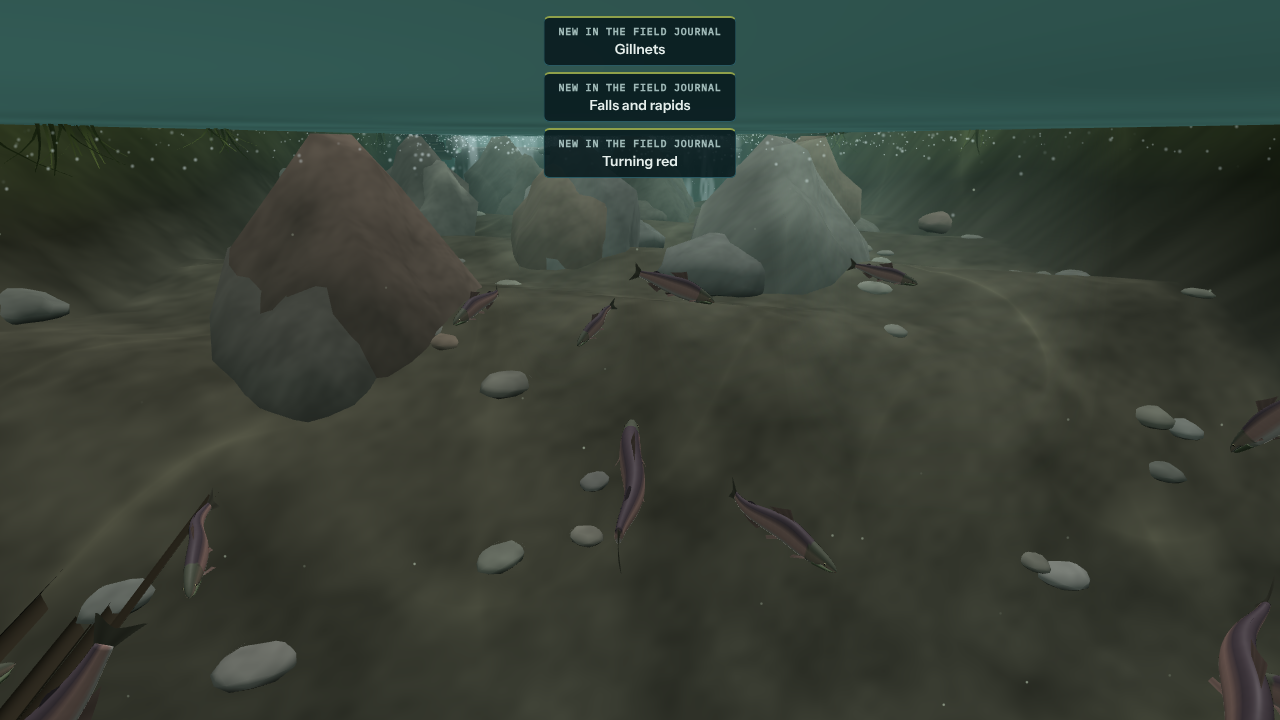 NEW IN THE FIELD JOURNAL
Gillnets
NEW IN THE FIELD JOURNAL
Falls and rapids
NEW IN THE FIELD JOURNAL
Turning red